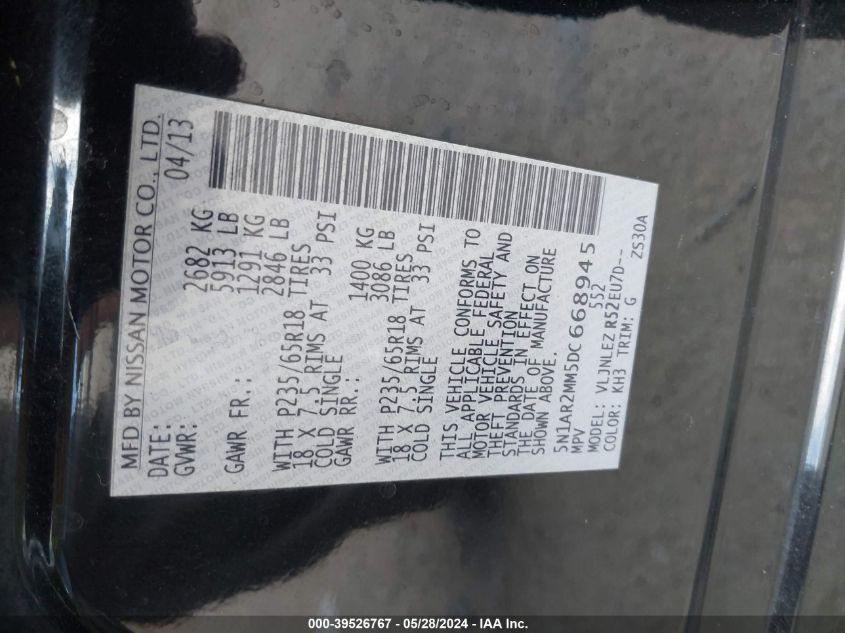 MFD BY NISSAN MOTOR CO., LTD.
DATE: 04/13
GVWR: 2682 KG
5913 LB
GAWR FR.: 1291 KG
2846 LB
WITH P235/65R18 TIRES
18 X 7.5 RIMS AT 33 PSI
COLD SINGLE
GAWR RR.: 1400 KG
3086 LB
WITH P235/65R18 TIRES
18 X 7.5 RIMS AT 33 PSI
COLD SINGLE
THIS VEHICLE CONFORMS TO
ALL APPLICABLE FEDERAL
MOTOR VEHICLE SAFETY AND
THEFT PREVENTION
STANDARDS IN EFFECT ON
THE DATE OF MANUFACTURE
SHOWN ABOVE.
5N1AR2MM5DC668945
MPV 552
MODEL: VLJNLEZ R52EU7D--
COLOR: KH3 TRIM: G ZS30A
000-39526767 - 05/28/2024 - IAA Inc.